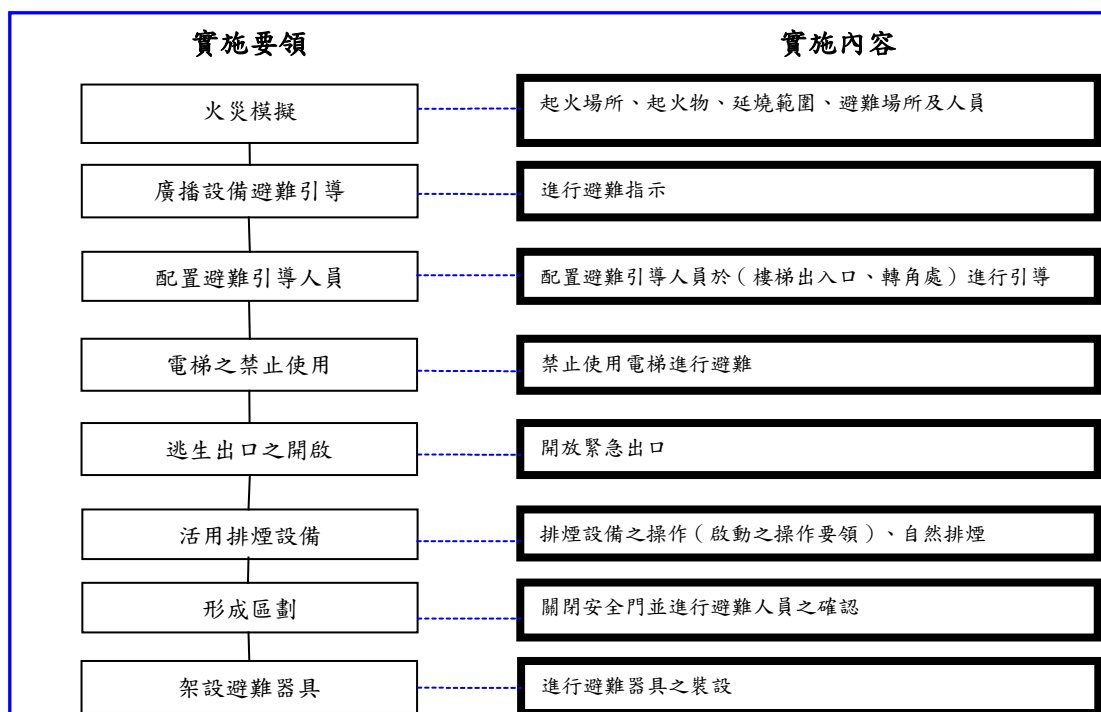 實施要領
實施內容
火災模擬
起火場所、起火物、延燒範圍、避難場所及人員
廣播設備避難引導
進行避難指示
配置避難引導人員
配置避難引導人員於（樓梯出入口、轉角處）進行引導
電梯之禁止使用
禁止使用電梯進行避難
逃生出口之開啟
開放緊急出口
活用排煙設備
排煙設備之操作（啟動之操作要領）、自然排煙
形成區劃
關閉安全門並進行避難人員之確認
架設避難器具
進行避難器具之裝設